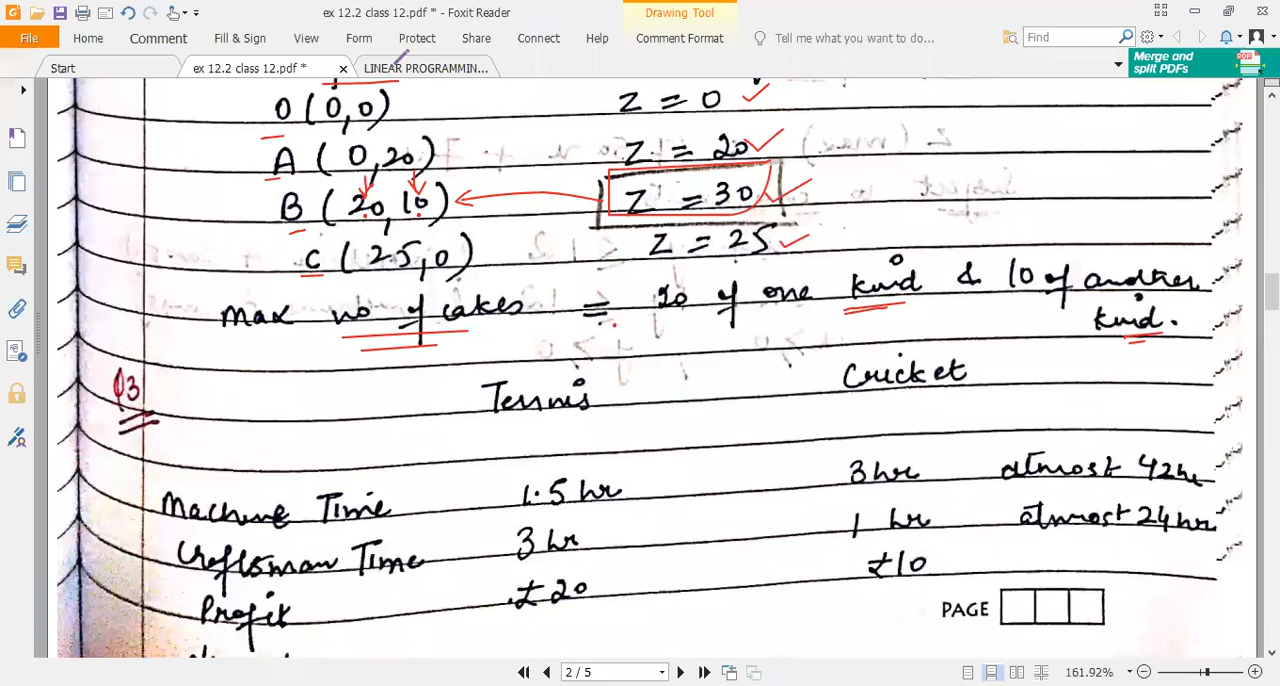 ex 12.2 class 12.pdf * - Foxit Reader
Drawing Tool
File Home Comment Fill & Sign View Form Protect Share Connect Help Comment Format Tell me what you want to do... Find
Start ex 12.2 class 12.pdf * LINEAR PROGRAMMIN...
Merge and
split PDFs
O (0,0) Z = 0
A (0,20) Z = 20
B (20,10) Z = 30
C (25,0) Z = 25
Max no of cakes = 20 of one kind & 10 of another
kind.
Q3
Tennis Cricket
Machine Time 1.5 hr 3 hr atmost 42hr
Craftsman Time 3 hr 1 hr atmost 24 hr
Profit ₹ 20 ₹10
PAGE
2 / 5
161.92%